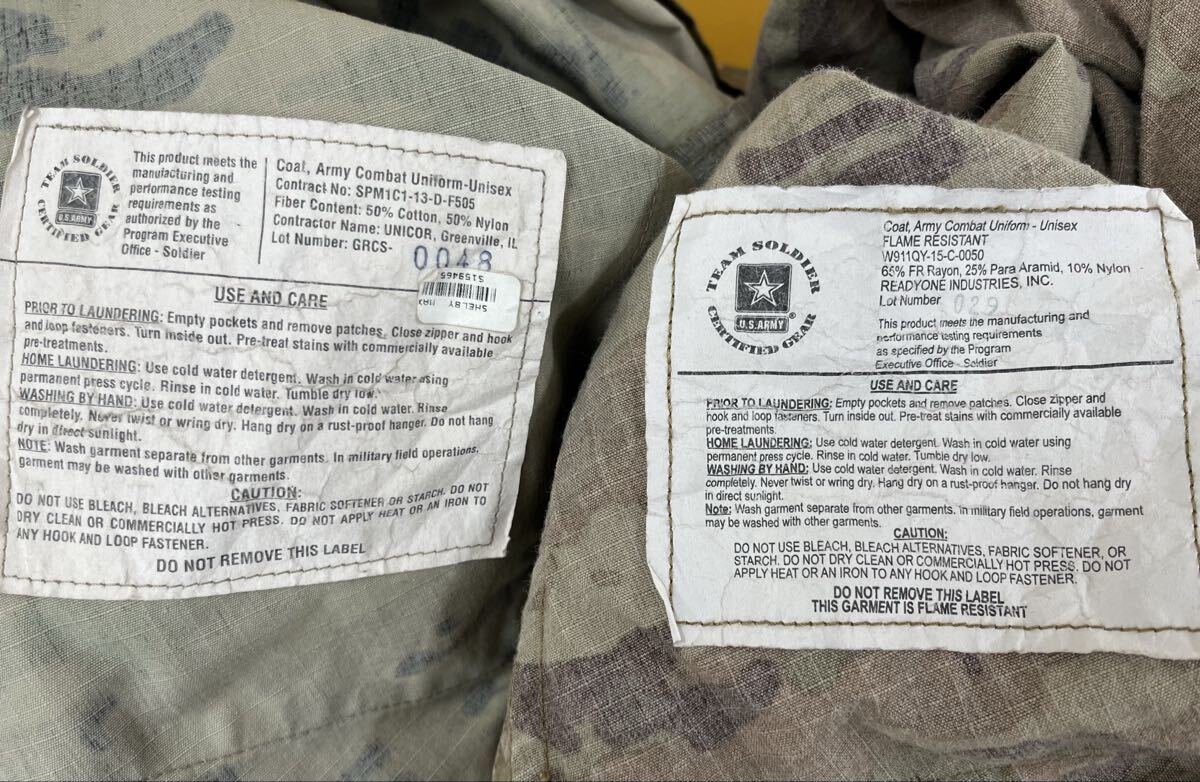 TEAM SOLDIER
U.S.ARMY
CERTIFIED GEAR
This product meets the
manufacturing and
performance testing
requirements as
authorized by the
Program Executive
Office - Soldier
Coat, Army Combat Uniform-Unisex
Contract No: SPM1C1-13-D-F505
Fiber Content: 50% Cotton, 50% Nylon
Contractor Name: UNICOR, Greenville, IL
Lot Number: GRCS-
0048
S159465
SHELBY
USE AND CARE
PRIOR TO LAUNDERING: Empty pockets and remove patches. Close zipper and hook
and loop fasteners. Turn inside out. Pre-treat stains with commercially available
pre-treatments.
HOME LAUNDERING: Use cold water detergent. Wash in cold water using
permanent press cycle. Rinse in cold water. Tumble dry low.
WASHING BY HAND: Use cold water detergent. Wash in cold water. Rinse
completely. Never twist or wring dry. Hang dry on a rust-proof hanger. Do not hang
dry in direct sunlight.
NOTE: Wash garment separate from other garments. In military field operations,
garment may be washed with other garments.
CAUTION:
DO NOT USE BLEACH, BLEACH ALTERNATIVES, FABRIC SOFTENER OR STARCH. DO NOT
DRY CLEAN OR COMMERCIALLY HOT PRESS. DO NOT APPLY HEAT OR AN IRON TO
ANY HOOK AND LOOP FASTENER.
DO NOT REMOVE THIS LABEL
TEAM SOLDIER
U.S.ARMY
CERTIFIED GEAR
Coat, Army Combat Uniform - Unisex
FLAME RESISTANT
W911QY-15-C-0050
65% FR Rayon, 25% Para Aramid, 10% Nylon
READYONE INDUSTRIES, INC.
Lot Number 029
This product meets the manufacturing and
performance testing requirements
as specified by the Program
Executive Office - Soldier
USE AND CARE
PRIOR TO LAUNDERING: Empty pockets and remove patches. Close zipper and
hook and loop fasteners. Turn inside out. Pre-treat stains with commercially available
pre-treatments.
HOME LAUNDERING: Use cold water detergent. Wash in cold water using
permanent press cycle. Rinse in cold water. Tumble dry low.
WASHING BY HAND: Use cold water detergent. Wash in cold water. Rinse
completely. Never twist or wring dry. Hang dry on a rust-proof hanger. Do not hang dry
in direct sunlight.
Note: Wash garment separate from other garments. In military field operations, garment
may be washed with other garments.
CAUTION:
DO NOT USE BLEACH, BLEACH ALTERNATIVES, FABRIC SOFTENER, OR
STARCH. DO NOT DRY CLEAN OR COMMERCIALLY HOT PRESS. DO NOT
APPLY HEAT OR AN IRON TO ANY HOOK AND LOOP FASTENER.
DO NOT REMOVE THIS LABEL
THIS GARMENT IS FLAME RESISTANT